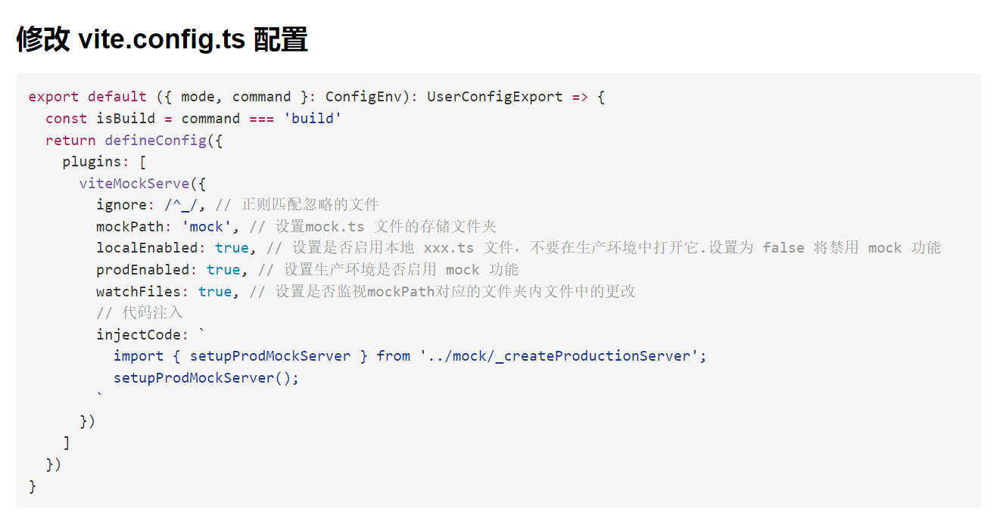 修改 vite.config.ts 配置
export default ({ mode, command }: ConfigEnv): UserConfigExport => {
  const isBuild = command === 'build'
  return defineConfig({
    plugins: [
      viteMockServe({
        ignore: /^_/, // 正则匹配忽略的文件
        mockPath: 'mock', // 设置mock.ts 文件的存储文件夹
        localEnabled: true, // 设置是否启用本地 xxx.ts 文件，不要在生产环境中打开它.设置为 false 将禁用 mock 功能
        prodEnabled: true, // 设置生产环境是否启用 mock 功能
        watchFiles: true, // 设置是否监视mockPath对应的文件夹内文件中的更改
        // 代码注入
        injectCode: `
          import { setupProdMockServer } from '../mock/_createProductionServer';
          setupProdMockServer();
        `
      })
    ]
  })
}